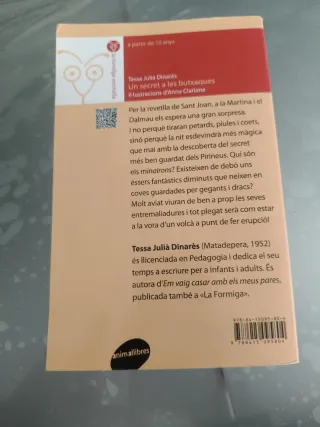 a partir de 10 anys
Tessa Julià Dinarès
Un secret a les butxaques
Il·lustracions d'Anna Clariana
Per la revetlla de Sant Joan, a la Martina i el
Dalmau els espera una gran sorpresa.
I no perquè tiraran petards, piules i coets,
sinó perquè la nit esdevindrà més màgica
que mai amb la descoberta del secret
més ben guardat dels Pirineus. Qui són
els minairons? Existeixen de debò uns
éssers fantàstics diminuts que neixen en
coves guardades per gegants i dracs?
Molt aviat viuran de ben a prop les seves
entremaliadures i tot plegat serà com estar
a la vora d'un volcà a punt de fer erupció!
Tessa Julià Dinarès (Matadepera, 1952)
és llicenciada en Pedagogia i dedica el seu
temps a escriure per a infants i adults. És
autora d'Em vaig casar amb els meus pares,
publicada també a «La Formiga».
animallibres